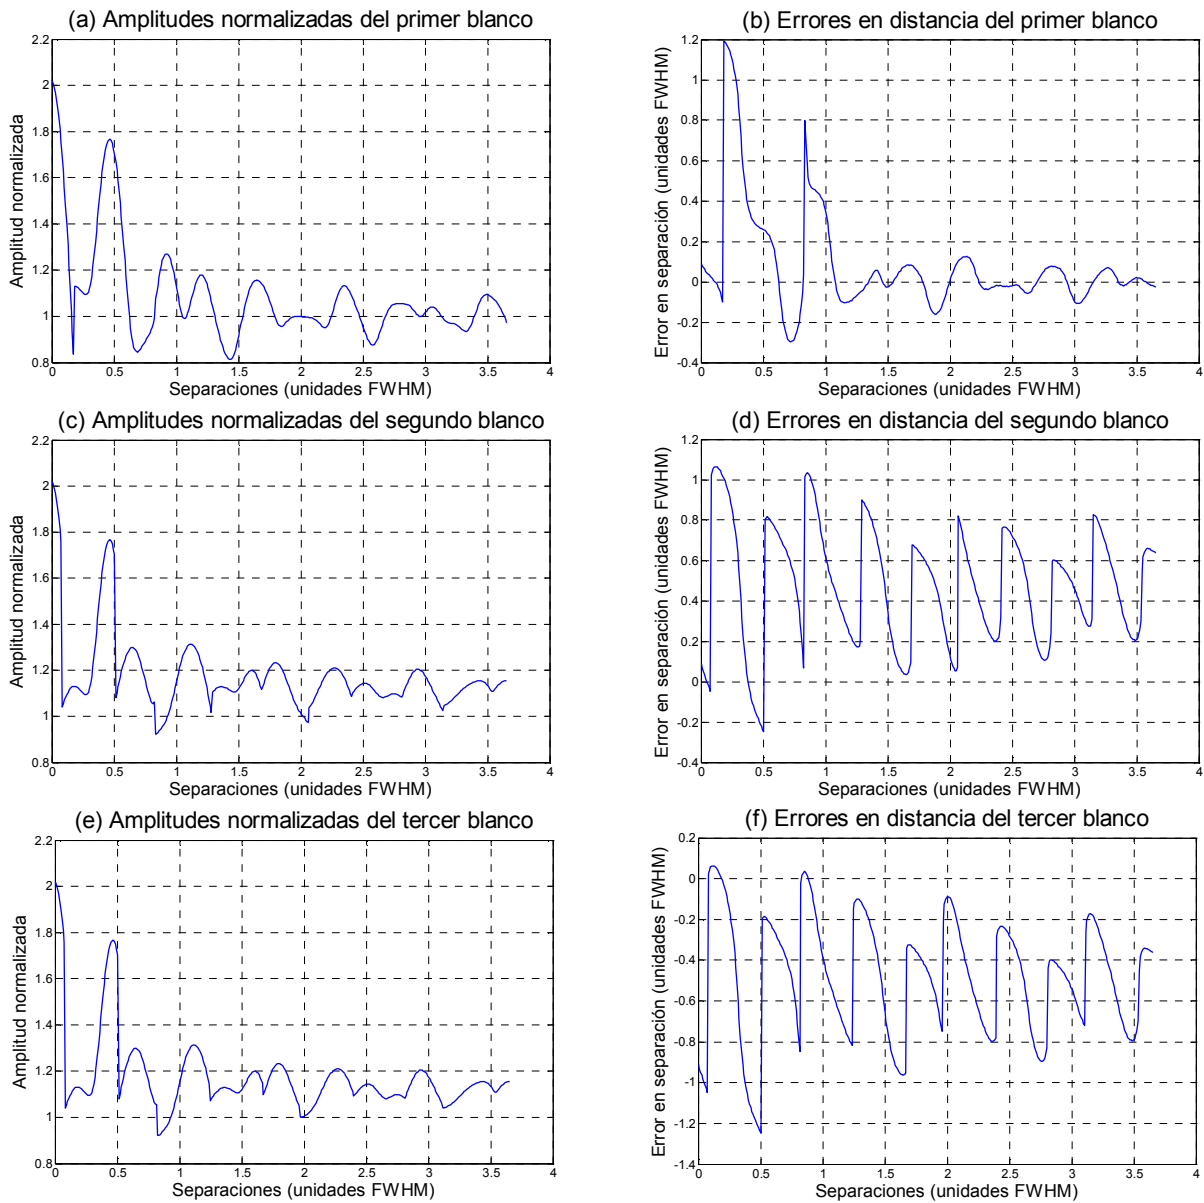 (a) Amplitudes normalizadas del primer blanco
2.2
2
1.8
1.6
1.4
1.2
1
0.8
0 0.5 1 1.5 2 2.5 3 3.5 4
Amplitud normalizada
Separaciones (unidades FWHM)
(b) Errores en distancia del primer blanco
1.2
1
0.8
0.6
0.4
0.2
0
-0.2
-0.4
0 0.5 1 1.5 2 2.5 3 3.5 4
Error en separación (unidades FWHM)
Separaciones (unidades FWHM)
(c) Amplitudes normalizadas del segundo blanco
2.2
2
1.8
1.6
1.4
1.2
1
0.8
0 0.5 1 1.5 2 2.5 3 3.5 4
Amplitud normalizada
Separaciones (unidades FWHM)
(d) Errores en distancia del segundo blanco
1.2
1
0.8
0.6
0.4
0.2
0
-0.2
-0.4
0 0.5 1 1.5 2 2.5 3 3.5 4
Error en separación (unidades FWHM)
Separaciones (unidades FWHM)
(e) Amplitudes normalizadas del tercer blanco
2.2
2
1.8
1.6
1.4
1.2
1
0.8
0 0.5 1 1.5 2 2.5 3 3.5 4
Amplitud normalizada
Separaciones (unidades FWHM)
(f) Errores en distancia del tercer blanco
0.2
0
-0.2
-0.4
-0.6
-0.8
-1
-1.2
-1.4
0 0.5 1 1.5 2 2.5 3 3.5 4
Error en separación (unidades FWHM)
Separaciones (unidades FWHM)